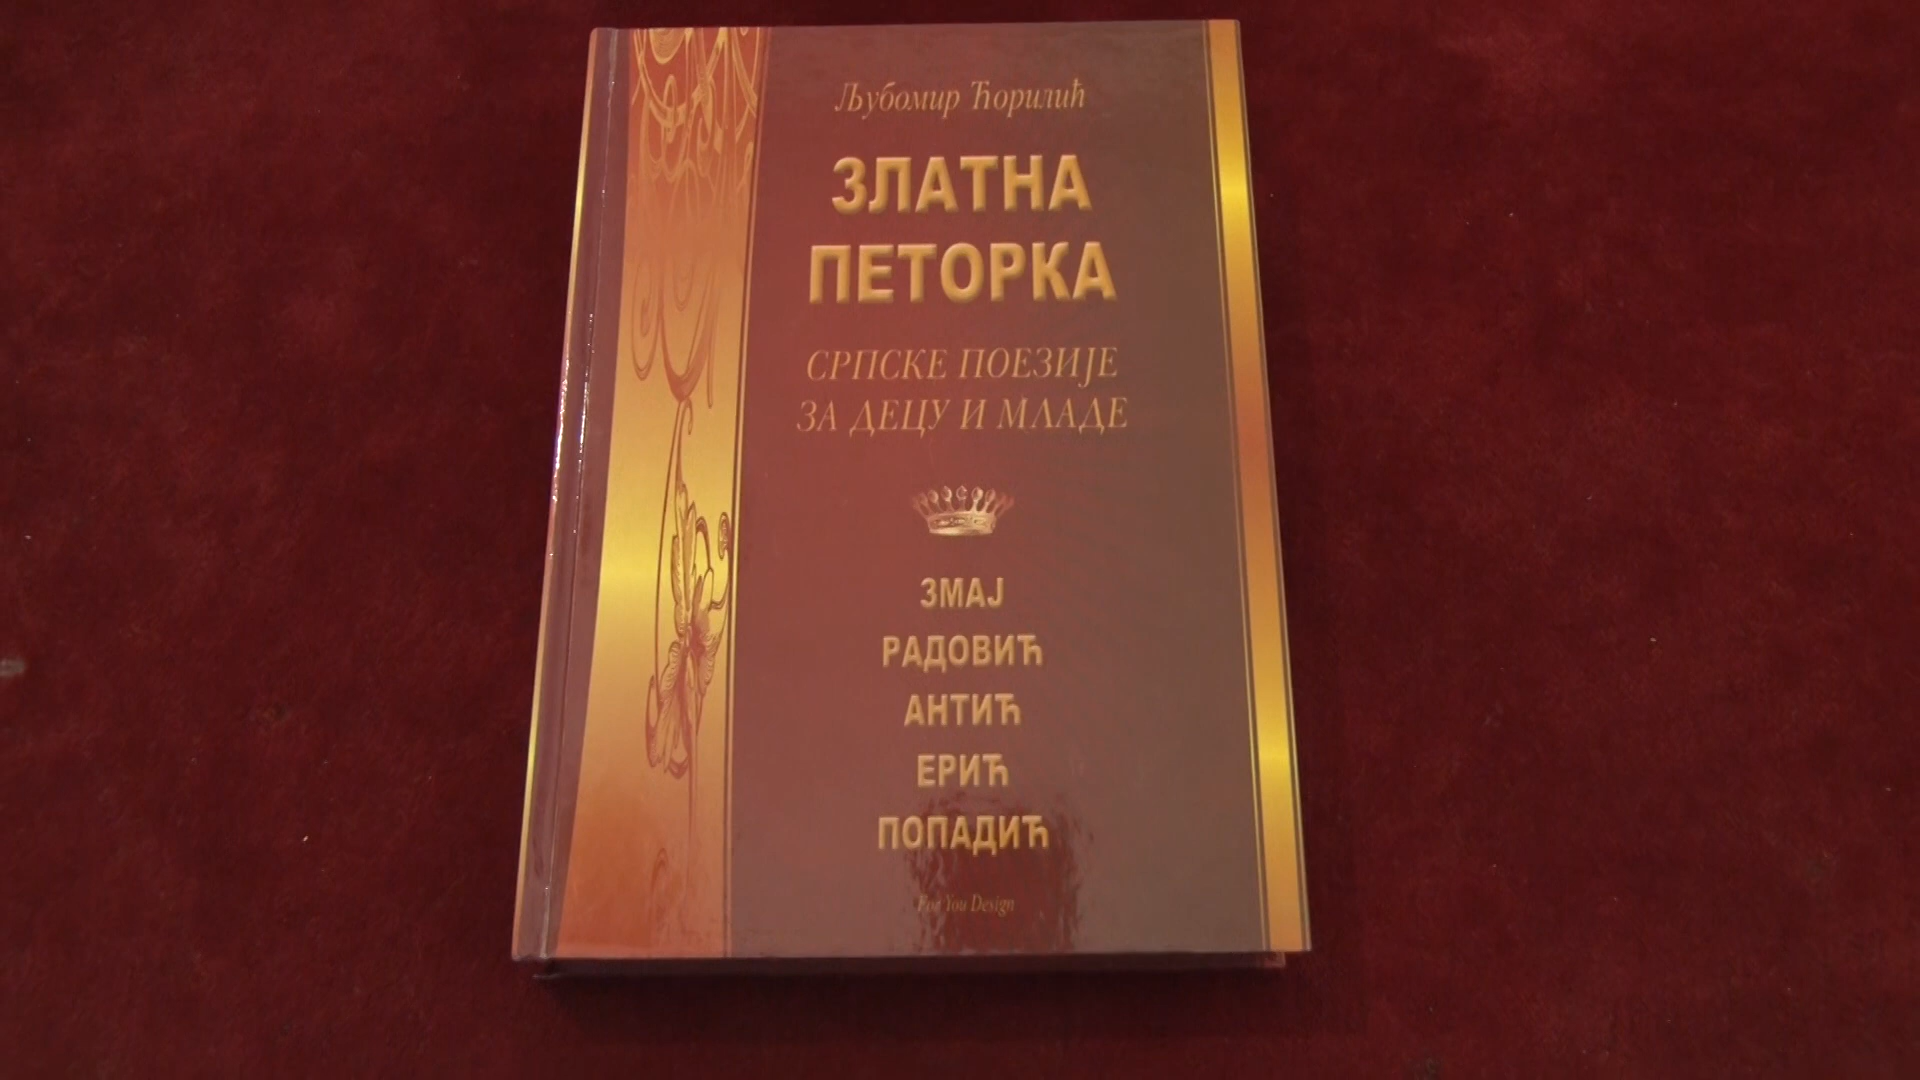 Љубомир Ћорилић
ЗЛАТНА
ПЕТОРКА
СРПСКЕ ПОЕЗИЈЕ
ЗА ДЕЦУ И МЛАДЕ
ЗМАЈ
РАДОВИЋ
АНТИЋ
ЕРИЋ
ПОПАДИЋ
For You Design